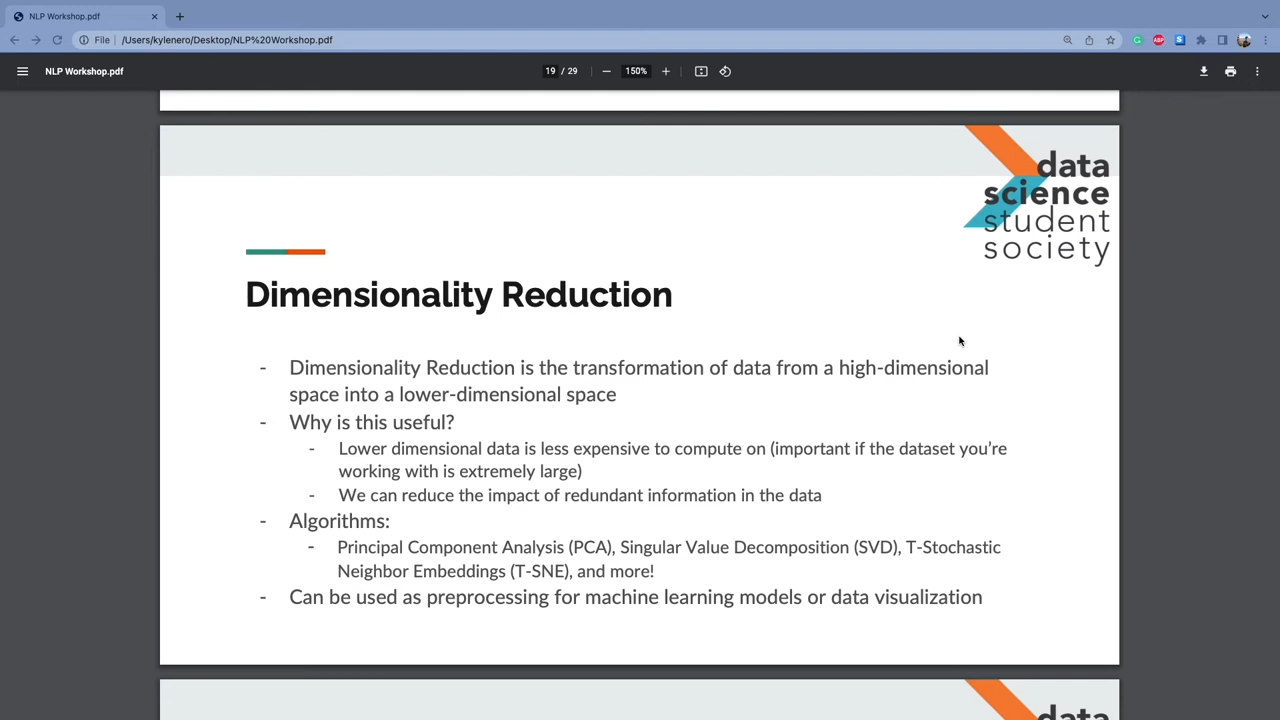 NLP Workshop.pdf
File
/Users/kylenero/Desktop/NLP%20Workshop.pdf
ABP
S
NLP Workshop.pdf
19 / 29
150%
data
science
student
society
Dimensionality Reduction
- Dimensionality Reduction is the transformation of data from a high-dimensional
space into a lower-dimensional space
- Why is this useful?
- Lower dimensional data is less expensive to compute on (important if the dataset you're
working with is extremely large)
- We can reduce the impact of redundant information in the data
- Algorithms:
- Principal Component Analysis (PCA), Singular Value Decomposition (SVD), T-Stochastic
Neighbor Embeddings (T-SNE), and more!
- Can be used as preprocessing for machine learning models or data visualization
data